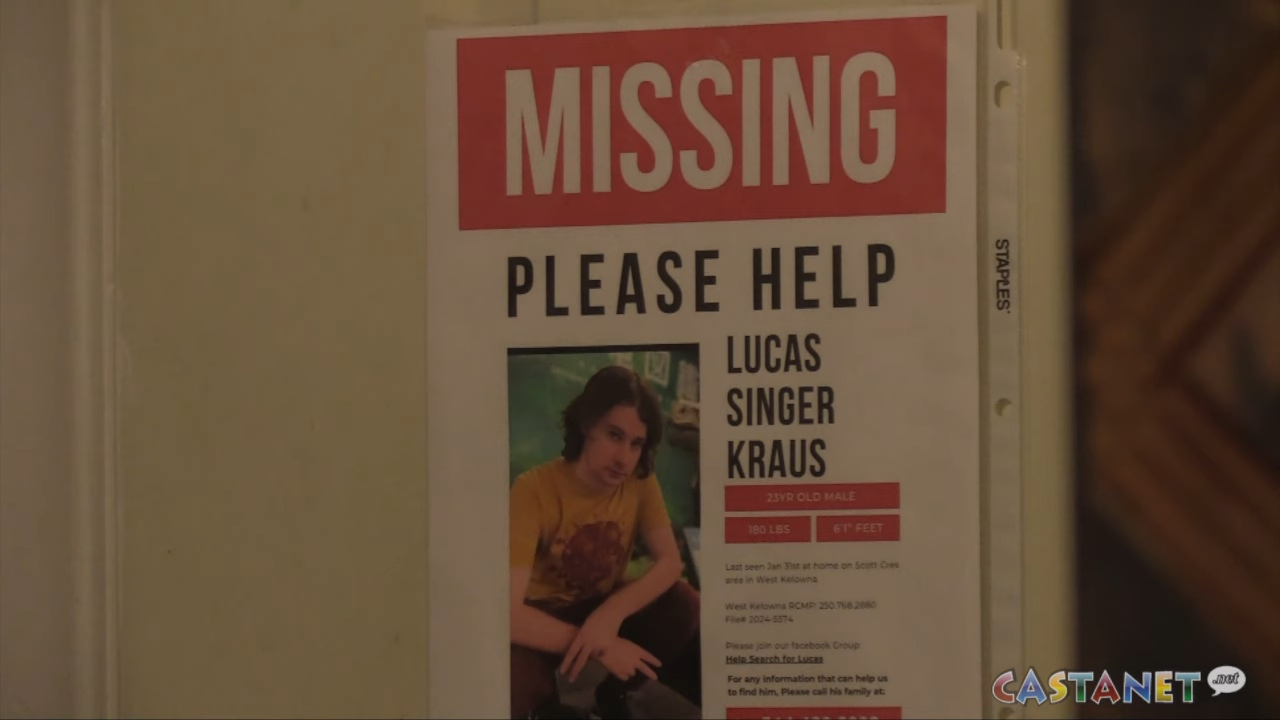 MISSING
PLEASE HELP
LUCAS
SINGER
KRAUS
23YR OLD MALE
180 LBS
6'1" FEET
Last seen Jan 31st at home on Scott Cres
area in West Kelowna
West Kelowna RCMP: 250.768.2880
File# 2024-5574
Please join our facebook Group:
Help Search for Lucas
For any information that can help us
to find him, Please call his family at:
STAPLES'
CASTANET .net